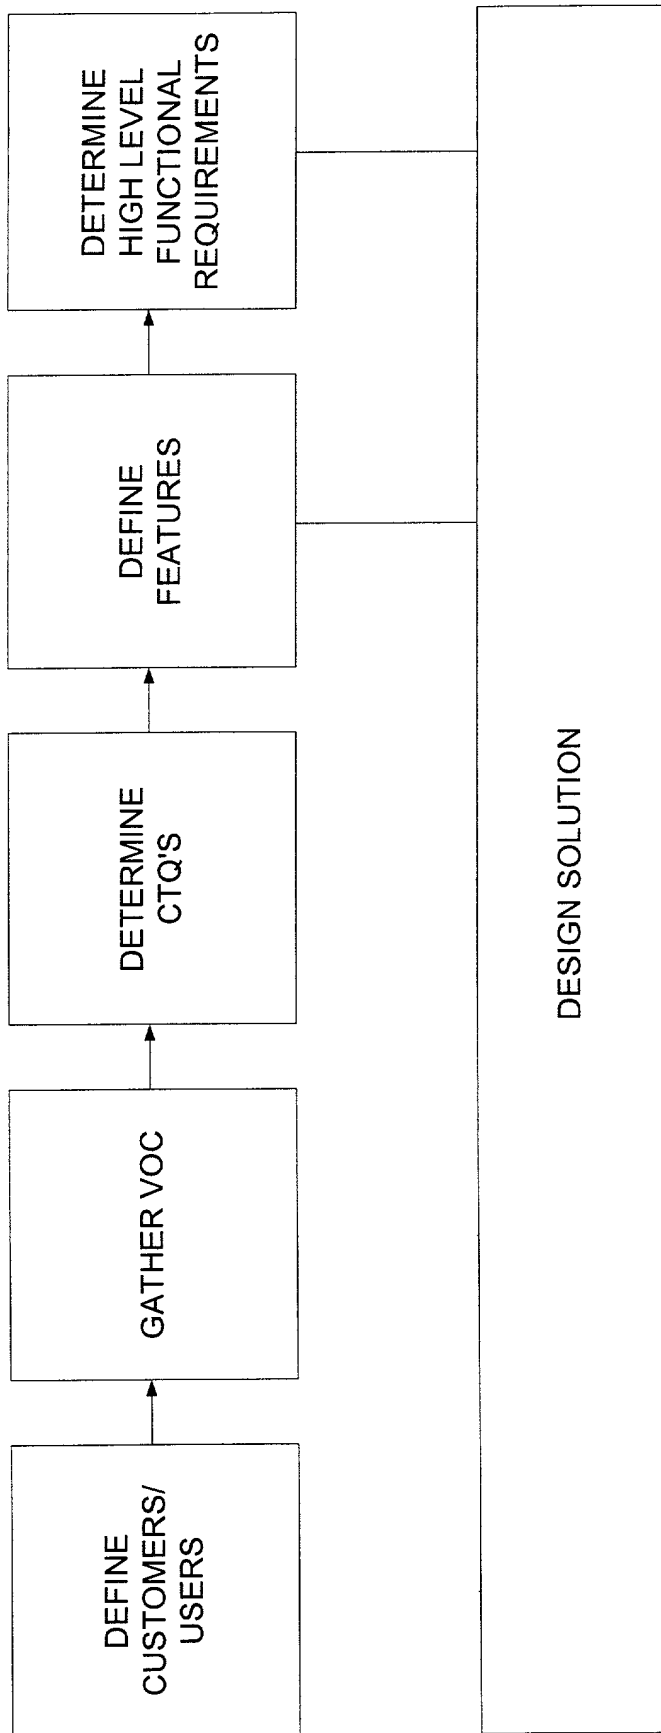 DEFINE
CUSTOMERS/
USERS
GATHER VOC
DETERMINE
CTQ'S
DEFINE
FEATURES
DETERMINE
HIGH LEVEL
FUNCTIONAL
REQUIREMENTS
DESIGN SOLUTION